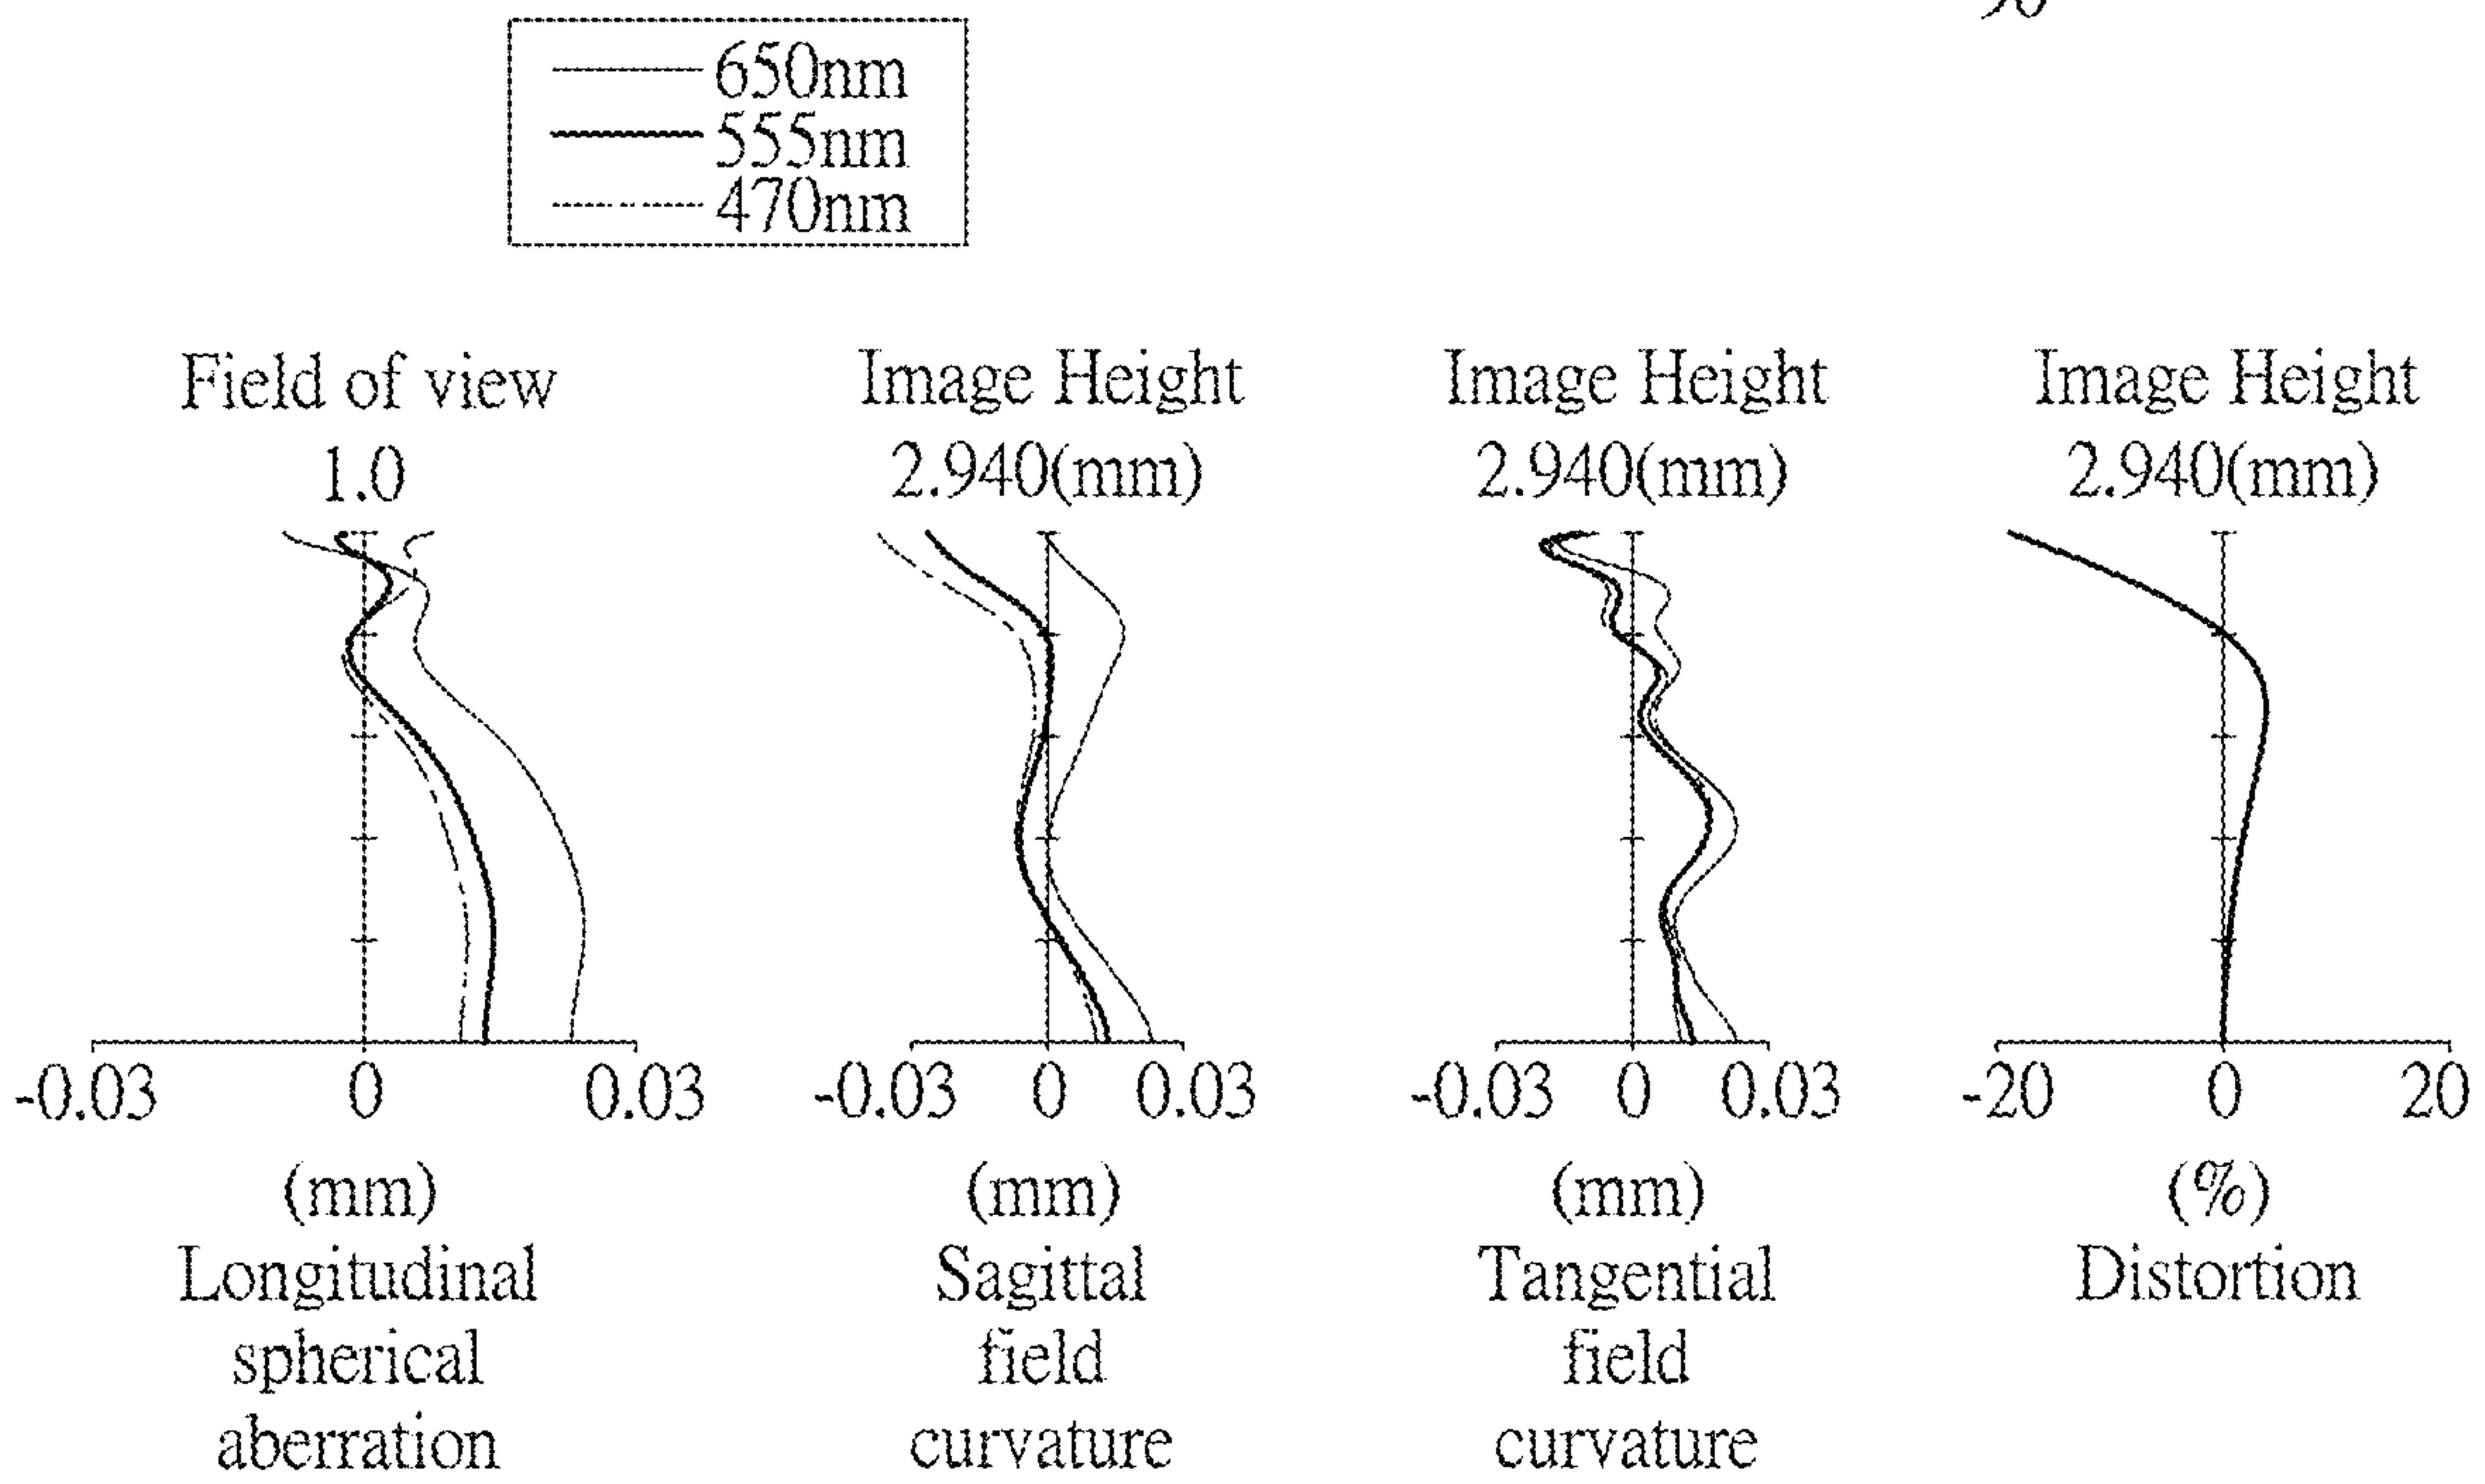 650nm
555nm
470nm
Field of view
1.0
-0.03 0 0.03
(mm)
Longitudinal
spherical
aberration
Image Height
2.940(mm)
-0.03 0 0.03
(mm)
Sagittal
field
curvature
Image Height
2.940(mm)
-0.03 0 0.03
(mm)
Tangential
field
curvature
Image Height
2.940(mm)
-20 0 20
(%)
Distortion